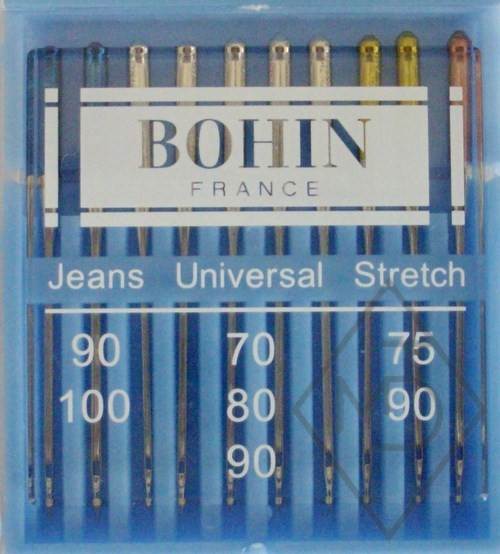 BOHIN
FRANCE
Jeans Universal Stretch
90 70 75
100 80 90
90